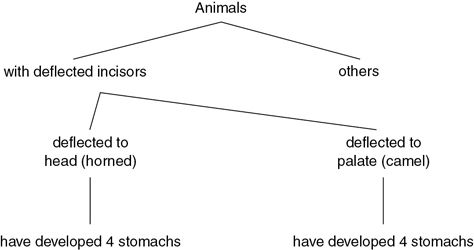 Animals
with deflected incisors
others
deflected to
head (horned)
deflected to
palate (camel)
have developed 4 stomachs
have developed 4 stomachs